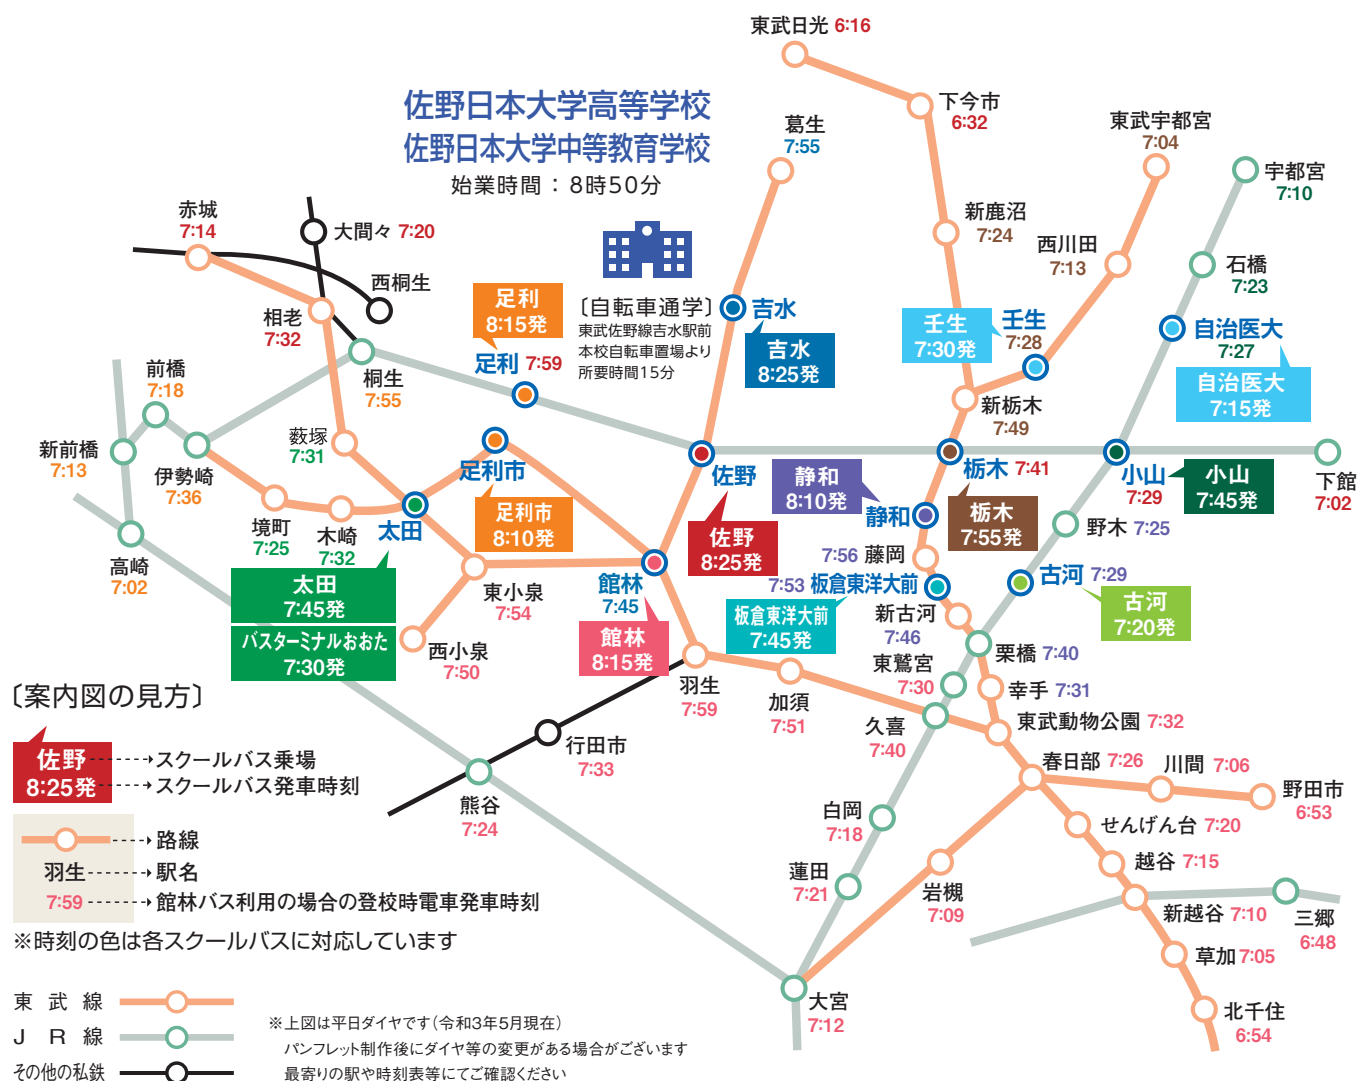 東武日光 6:16
佐野日本大学高等学校
佐野日本大学中等教育学校
始業時間：8時50分
下今市
6:32
葛生
7:55
東武宇都宮
7:04
宇都宮
7:10
赤城
7:14
大間々 7:20
西桐生
新鹿沼
7:24
西川田
7:13
石橋
7:23
足利
8:15発
〔自転車通学〕
東武佐野線吉水駅前
本校自転車置場より
所要時間15分
吉水
吉水
8:25発
壬生
7:30発
壬生
7:28
自治医大
7:27
自治医大
7:15発
相老
7:32
足利 7:59
前橋
7:18
桐生
7:55
新栃木
7:49
新前橋
7:13
伊勢崎
7:36
薮塚
7:31
足利市
足利市
8:10発
佐野
佐野
8:25発
静和
8:10発
静和
栃木 7:41
栃木
7:55発
小山
7:29
小山
7:45発
下館
7:02
境町
7:25
木崎
7:32
太田
太田
7:45発
バスターミナルおおた
7:30発
高崎
7:02
野木 7:25
7:56 藤岡
東小泉
7:54
館林
7:45
館林
8:15発
7:53 板倉東洋大前
板倉東洋大前
7:45発
古河 7:29
古河
7:20発
新古河
7:46
西小泉
7:50
栗橋 7:40
東鷲宮
7:30
幸手 7:31
羽生
7:59
加須
7:51
久喜
7:40
東武動物公園 7:32
行田市
7:33
春日部
7:26
川間 7:06
野田市
6:53
熊谷
7:24
白岡
7:18
せんげん台 7:20
越谷 7:15
蓮田
7:21
岩槻
7:09
新越谷 7:10
三郷
6:48
草加 7:05
大宮
7:12
北千住
6:54
〔案内図の見方〕
佐野
8:25発
スクールバス乗場
スクールバス発車時刻
路線
羽生
駅名
7:59
館林バス利用の場合の登校時電車発車時刻
※時刻の色は各スクールバスに対応しています
東武線
JR線
その他の私鉄
※上図は平日ダイヤです(令和3年5月現在)
パンフレット制作後にダイヤ等の変更がある場合がございます
最寄りの駅や時刻表等にてご確認ください